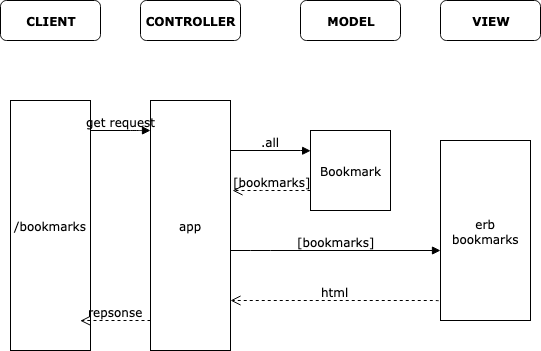 CLIENT
CONTROLLER
MODEL
VIEW
get request
.all
[bookmarks]
Bookmark
/bookmarks
app
[bookmarks]
erb
bookmarks
html
repsonse